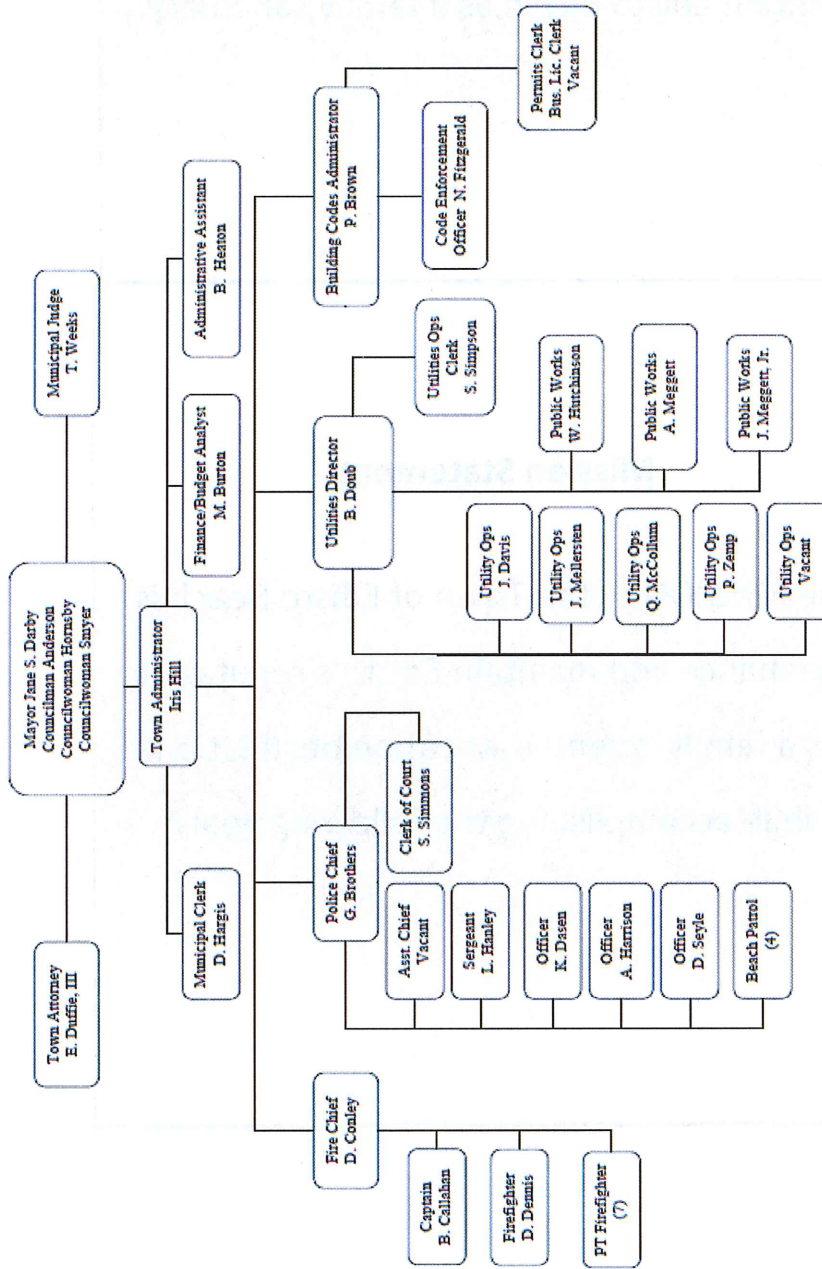 Mayor Jane S. Darby
Councilman Anderson
Councilwoman Hornsby
Councilwoman Smyer
Town Attorney
E. Duffie, III
Municipal Judge
T. Weeks
Town Administrator
Iris Hill
Municipal Clerk
D. Hargis
Finance/Budget Analyst
M. Burton
Administrative Assistant
B. Heaton
Fire Chief
D. Conley
Captain
B. Callahan
Firefighter
D. Dennis
PT Firefighter
(7)
Police Chief
G. Brothers
Clerk of Court
S. Simmons
Asst. Chief
Vacant
Sergeant
L. Hanley
Officer
K. Dasen
Officer
A. Harrison
Officer
D. Seyle
Beach Patrol
(4)
Utilities Director
B. Doub
Utilities Ops
Clerk
S. Simpson
Utility Ops
J. Davis
Utility Ops
J. Mellersten
Utility Ops
Q. McCollum
Utility Ops
P. Zemp
Utility Ops
Vacant
Public Works
W. Hutchinson
Public Works
A. Meggett
Public Works
J. Meggett, Jr.
Building Codes Administrator
P. Brown
Code Enforcement
Officer N. Fitzgerald
Permits Clerk
Bus. Lic. Clerk
Vacant